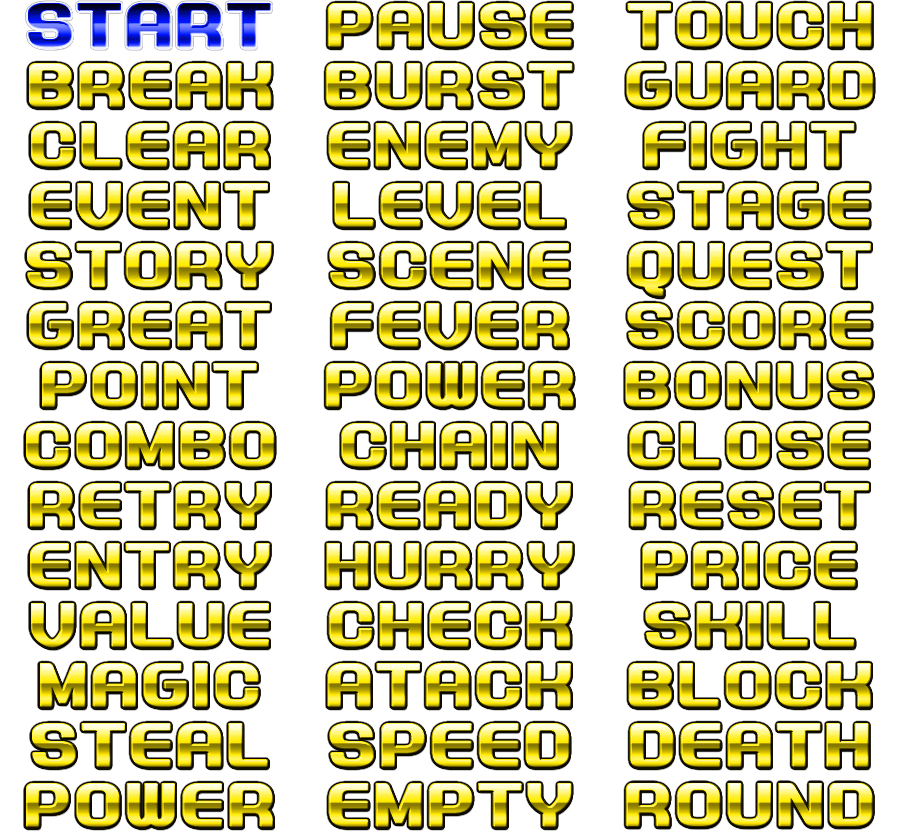 START PAUSE TOUCH
BREAK BURST GUARD
CLEAR ENEMY FIGHT
EVENT LEVEL STAGE
STORY SCENE QUEST
GREAT FEVER SCORE
POINT POWER BONUS
COMBO CHAIN CLOSE
RETRY READY RESET
ENTRY HURRY PRICE
VALUE CHECK SKILL
MAGIC ATACK BLOCK
STEAL SPEED DEATH
POWER EMPTY ROUND